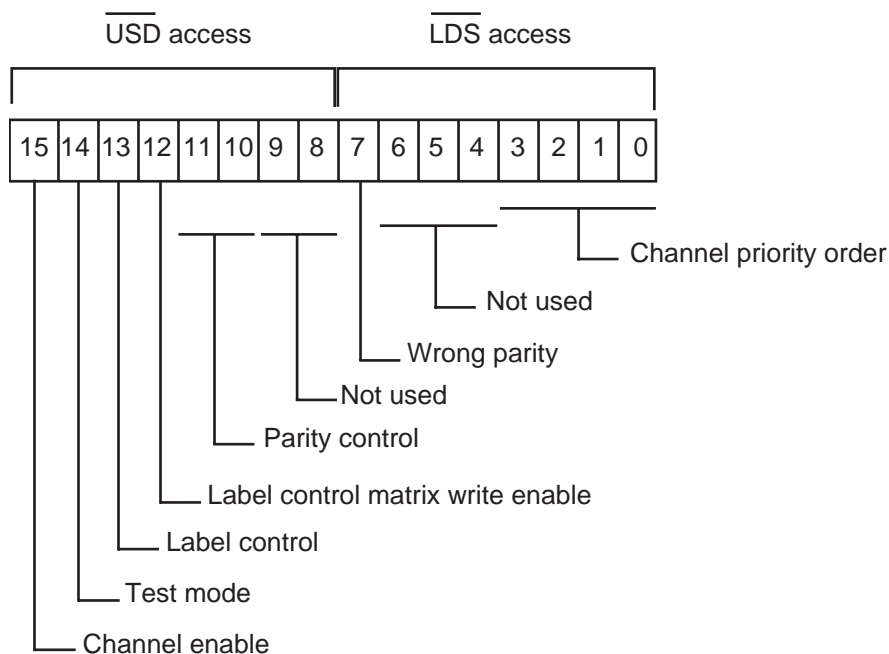 USD access LDS access
15 14 13 12 11 10 9 8 7 6 5 4 3 2 1 0
Channel priority order
Not used
Wrong parity
Not used
Parity control
Label control matrix write enable
Label control
Test mode
Channel enable